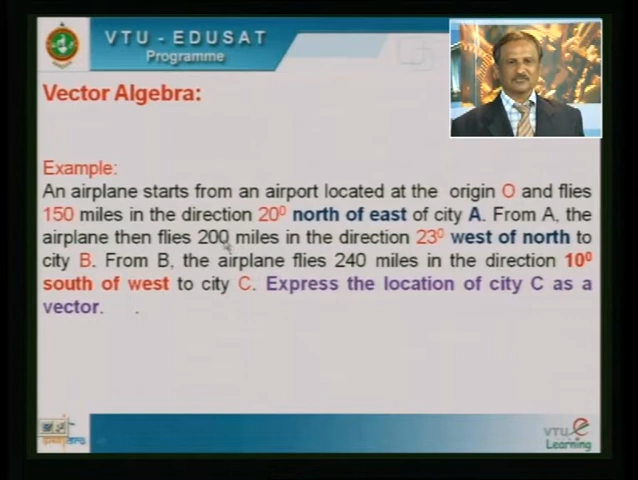 VTU - EDUSAT
Programme
Vector Algebra:
Example:
An airplane starts from an airport located at the origin O and flies
150 miles in the direction 20⁰ north of east of city A. From A, the
airplane then flies 200 miles in the direction 23⁰ west of north to
city B. From B, the airplane flies 240 miles in the direction 10⁰
south of west to city C. Express the location of city C as a
vector.
VTU e
Learning